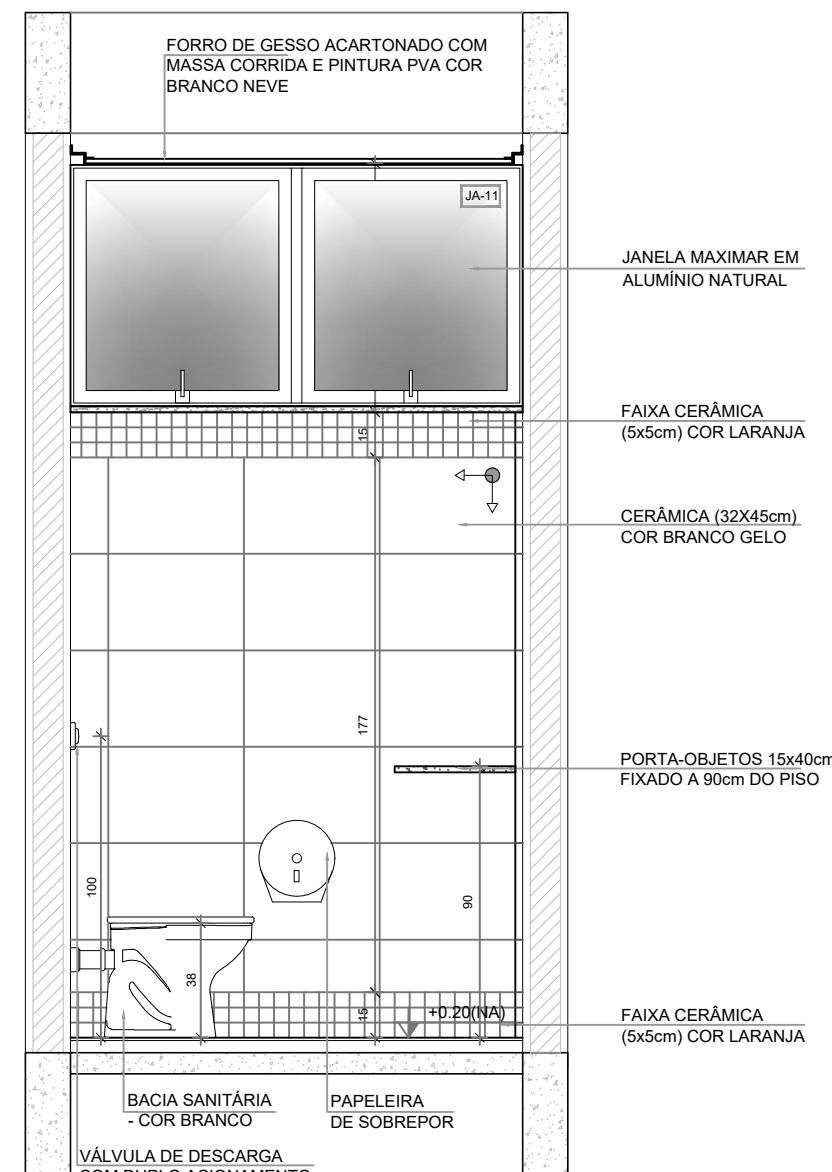 FORRO DE GESSO ACARTONADO COM
MASSA CORRIDA E PINTURA PVA COR
BRANCO NEVE
JA-11
JANELA MAXIMAR EM
ALUMÍNIO NATURAL
FAIXA CERÂMICA
(5x5cm) COR LARANJA
15
CERÂMICA (32X45cm)
COR BRANCO GELO
177
PORTA-OBJETOS 15x40cm
FIXADO A 90cm DO PISO
100
90
38
15
+0.20(NA)
FAIXA CERÂMICA
(5x5cm) COR LARANJA
BACIA SANITÁRIA
- COR BRANCO
PAPELEIRA
DE SOBREPOR
VÁLVULA DE DESCARGA
COM DUPLO ACIONAMENTO